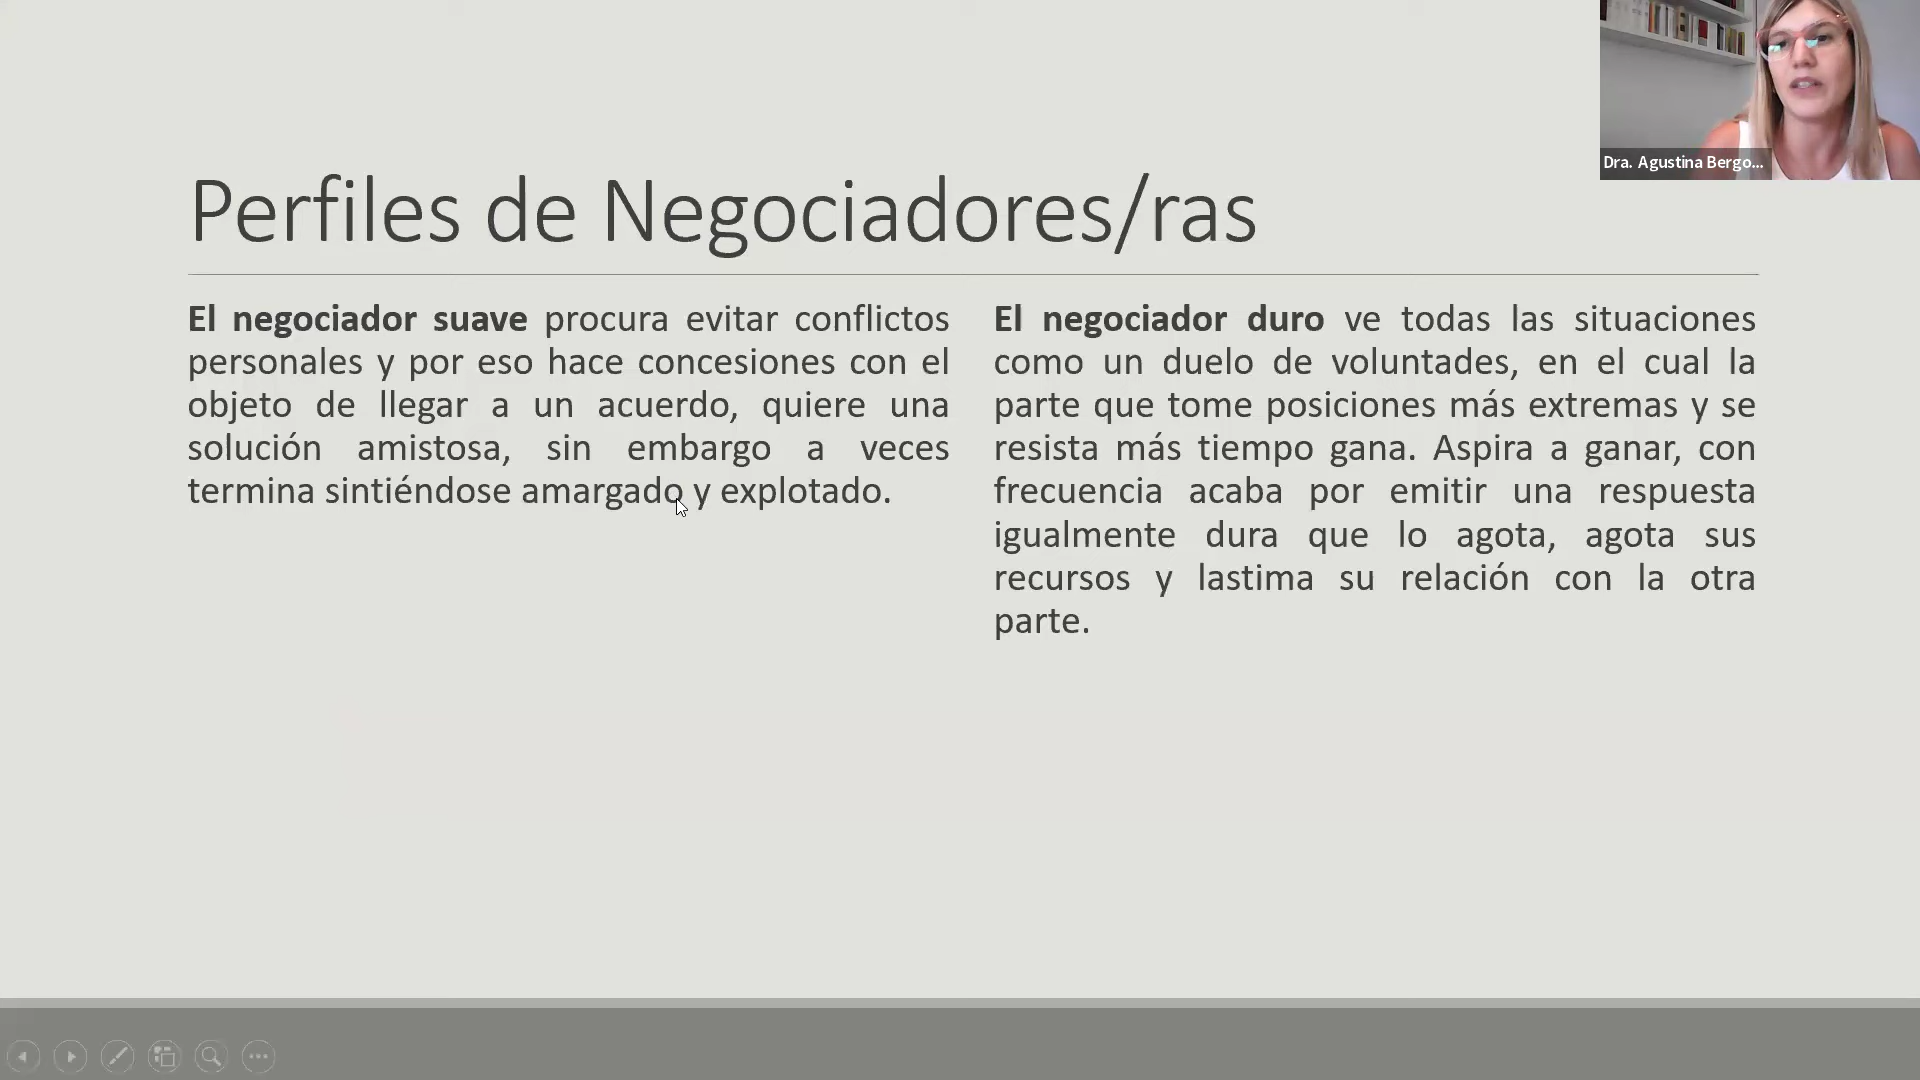 Dra. Agustina Bergo...
Perfiles de Negociadores/ras
El negociador suave procura evitar conflictos
personales y por eso hace concesiones con el
objeto de llegar a un acuerdo, quiere una
solución amistosa, sin embargo a veces
termina sintiéndose amargado y explotado.
El negociador duro ve todas las situaciones
como un duelo de voluntades, en el cual la
parte que tome posiciones más extremas y se
resista más tiempo gana. Aspira a ganar, con
frecuencia acaba por emitir una respuesta
igualmente dura que lo agota, agota sus
recursos y lastima su relación con la otra
parte.